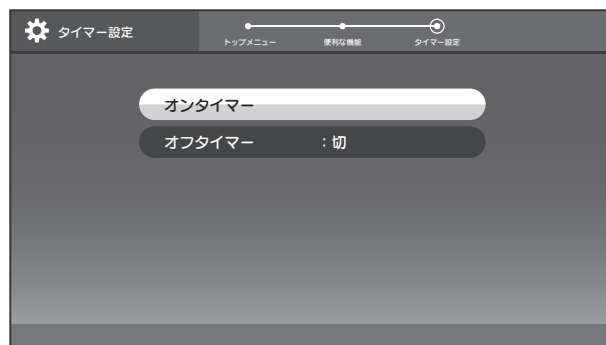 タイマー設定
トップメニュー 便利な機能 タイマー設定
オンタイマー
オフタイマー ：切